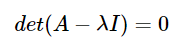 det(A − λI) = 0